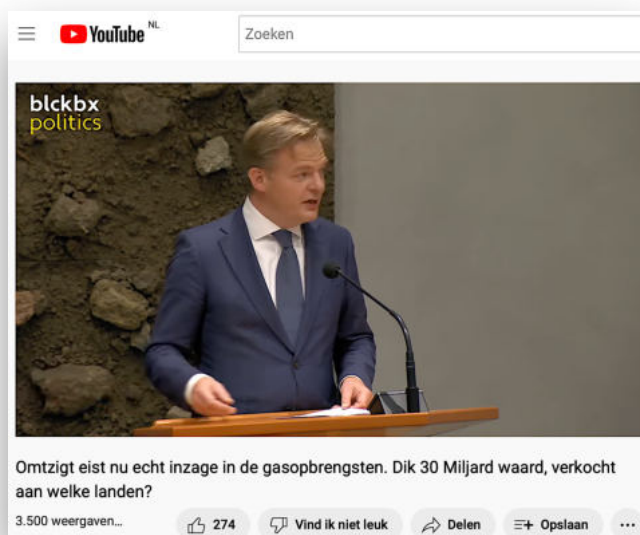 YouTube NL
Zoeken
blckbx
politics
Omtzigt eist nu echt inzage in de gasopbrengsten. Dik 30 Miljard waard, verkocht
aan welke landen?
3.500 weergaven...
274
Vind ik niet leuk
Delen
Opslaan